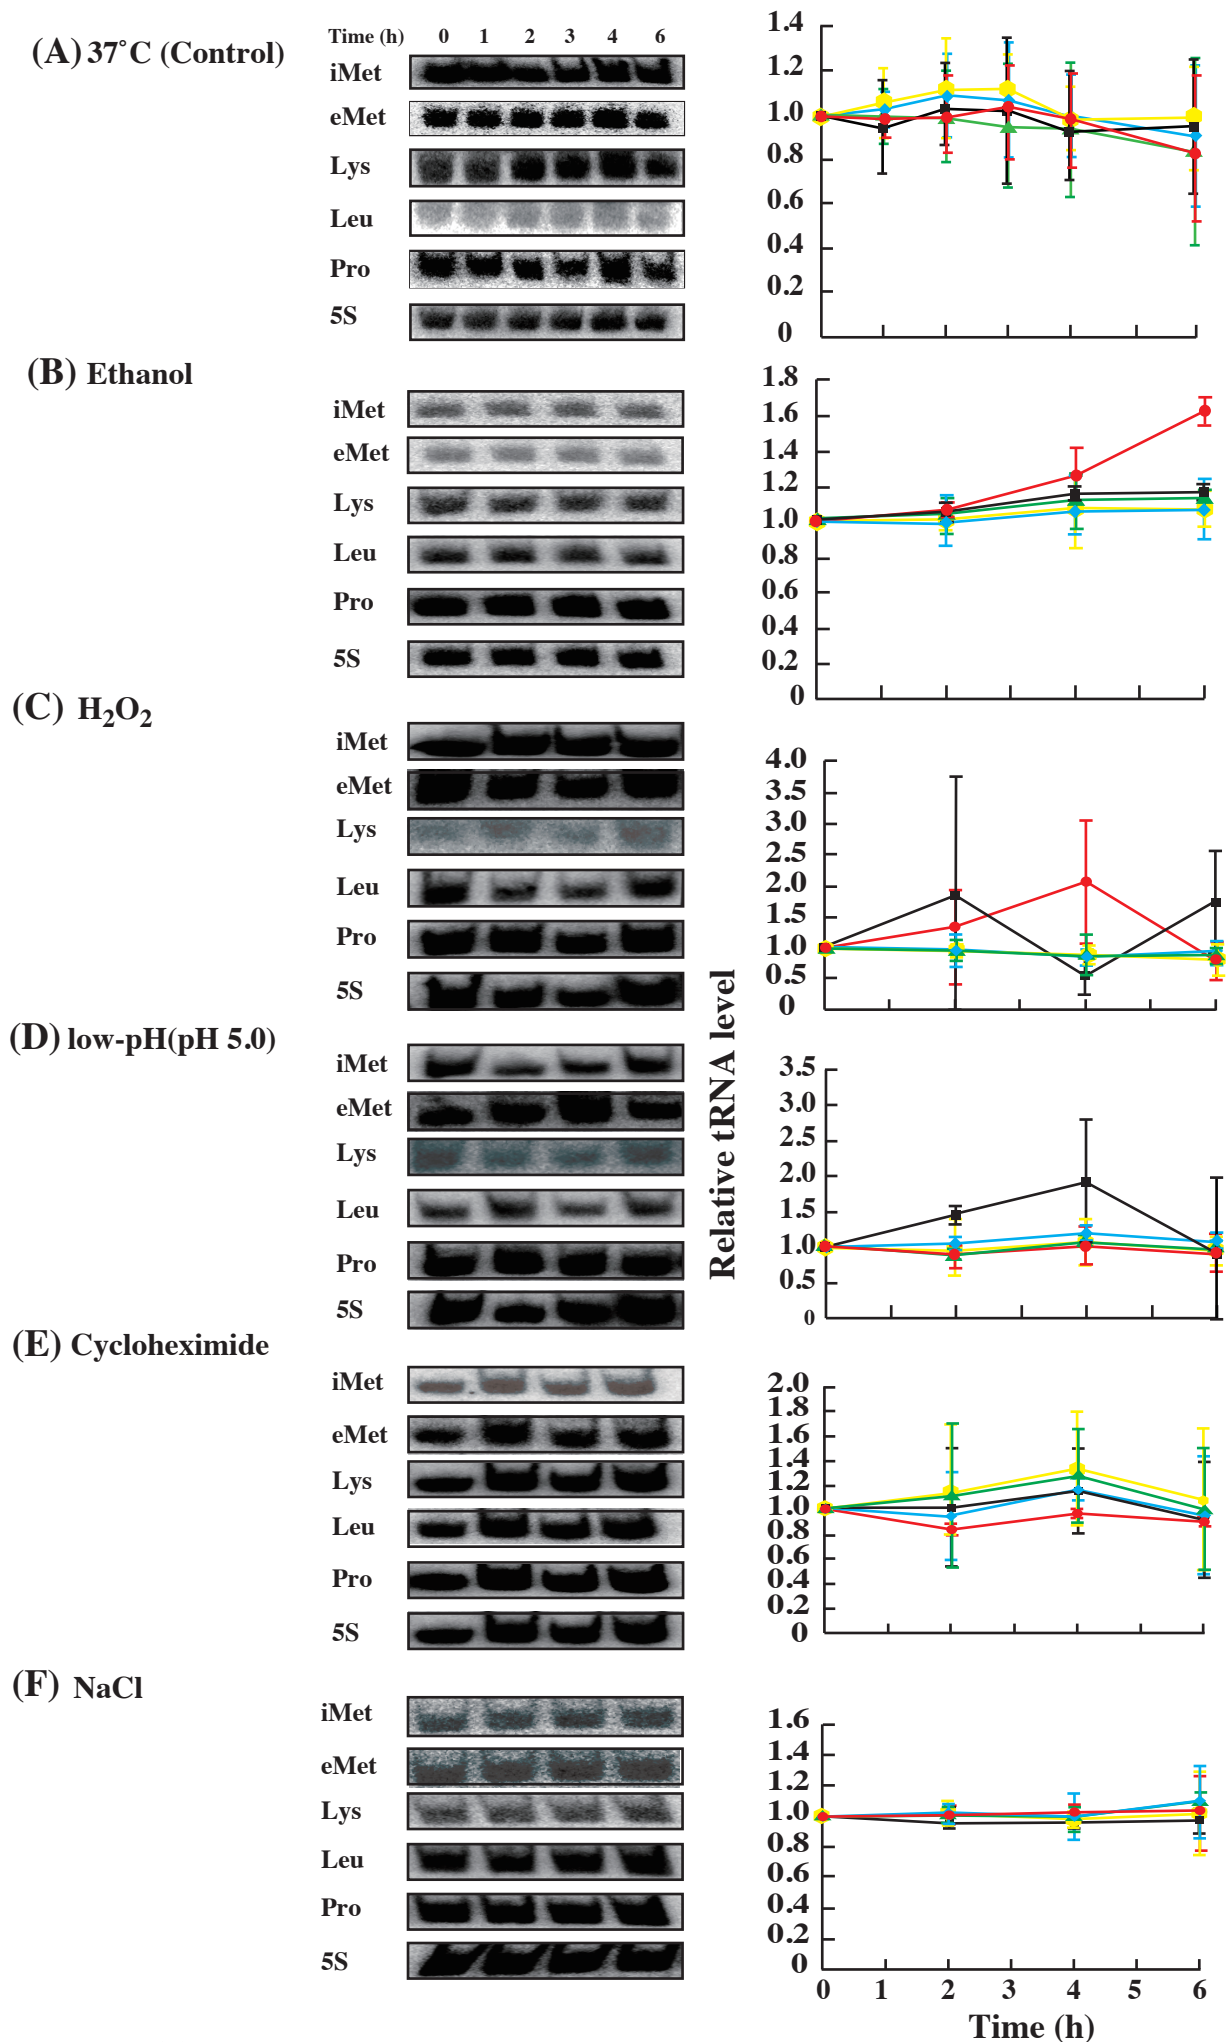 (A) 37˚C (Control)
Time (h) 0 1 2 3 4 6
iMet
eMet
Lys
Leu
Pro
5S
1.4
1.2
1.0
0.8
0.6
0.4
0.2
0
(B) Ethanol
iMet
eMet
Lys
Leu
Pro
5S
1.8
1.6
1.4
1.2
1.0
0.8
0.6
0.4
0.2
0
(C) H2O2
iMet
eMet
Lys
Leu
Pro
5S
4.0
3.5
3.0
2.5
2.0
1.5
1.0
0.5
0
Relative tRNA level
(D) low-pH(pH 5.0)
iMet
eMet
Lys
Leu
Pro
5S
3.5
3.0
2.5
2.0
1.5
1.0
0.5
0
(E) Cycloheximide
iMet
eMet
Lys
Leu
Pro
5S
2.0
1.8
1.6
1.4
1.2
1.0
0.8
0.6
0.4
0.2
0
(F) NaCl
iMet
eMet
Lys
Leu
Pro
5S
1.6
1.4
1.2
1.0
0.8
0.6
0.4
0.2
0
0 1 2 3 4 5 6
Time (h)